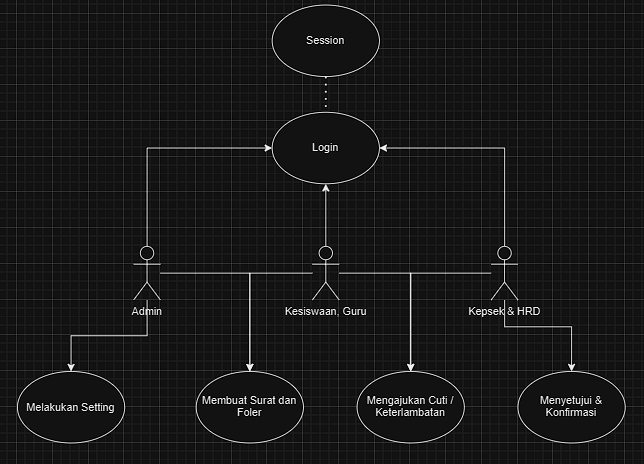 Session
Login
Admin
Kesiswaan, Guru
Kepsek & HRD
Melakukan Setting
Membuat Surat dan
Foler
Mengajukan Cuti /
Keterlambatan
Menyetujui &
Konfirmasi